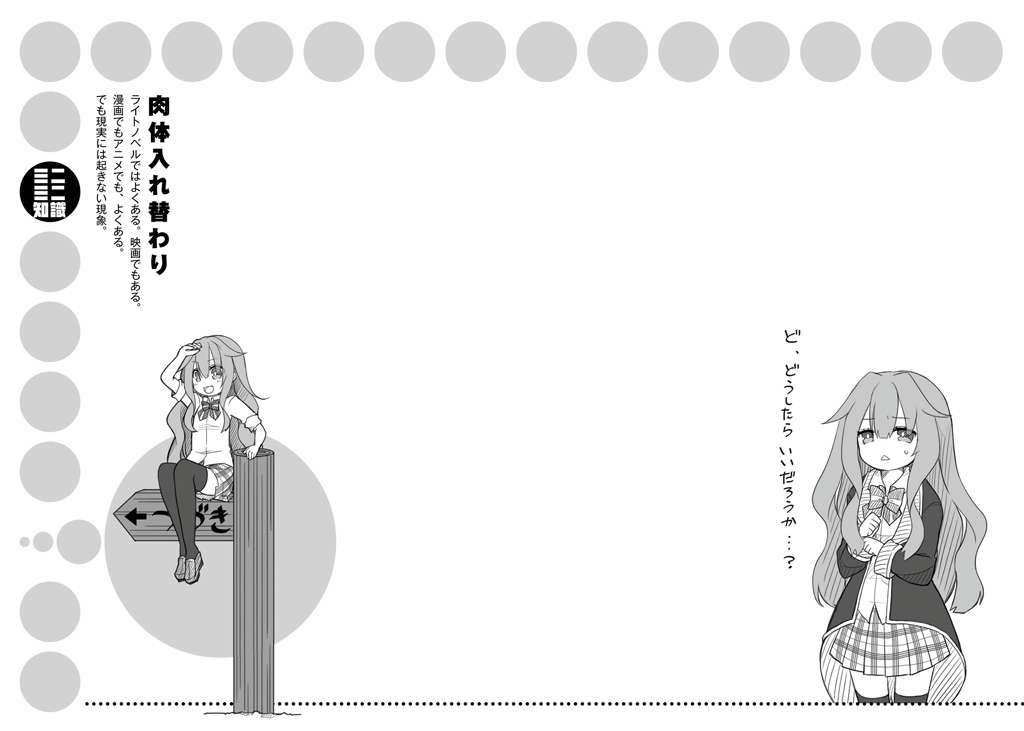 ど、どうしたら いいだろうか…?
肉体入れ替わり
ライトノベルではよくある。映画でもある。
漫画でもアニメでも、よくある。
でも現実には起きない現象。
ミニ知識
←つづき